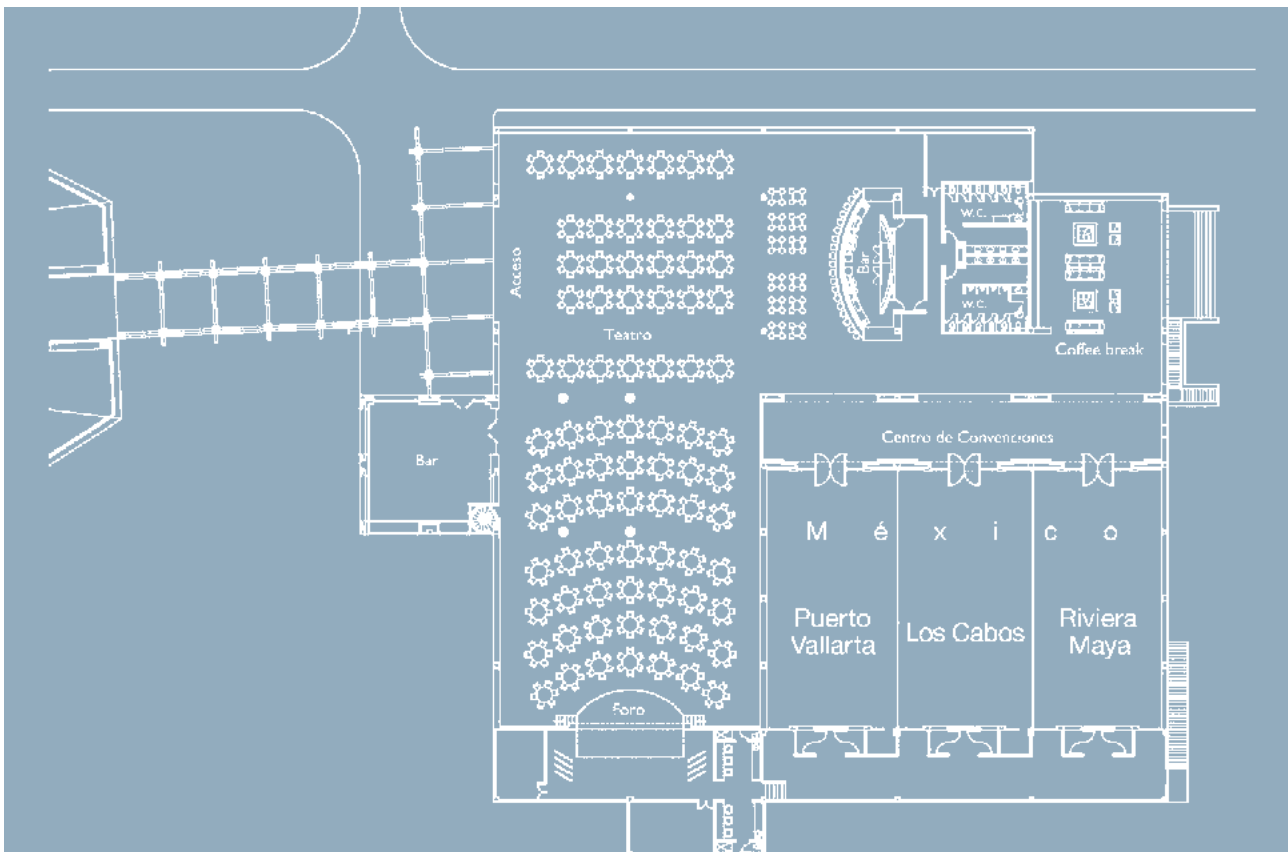 W.C.
Acceso
Bar
W.C.
Teatro
Coffee break
Centro de Convenciones
Bar
M é x i c o
Puerto
Vallarta
Los Cabos
Riviera
Maya
Foro